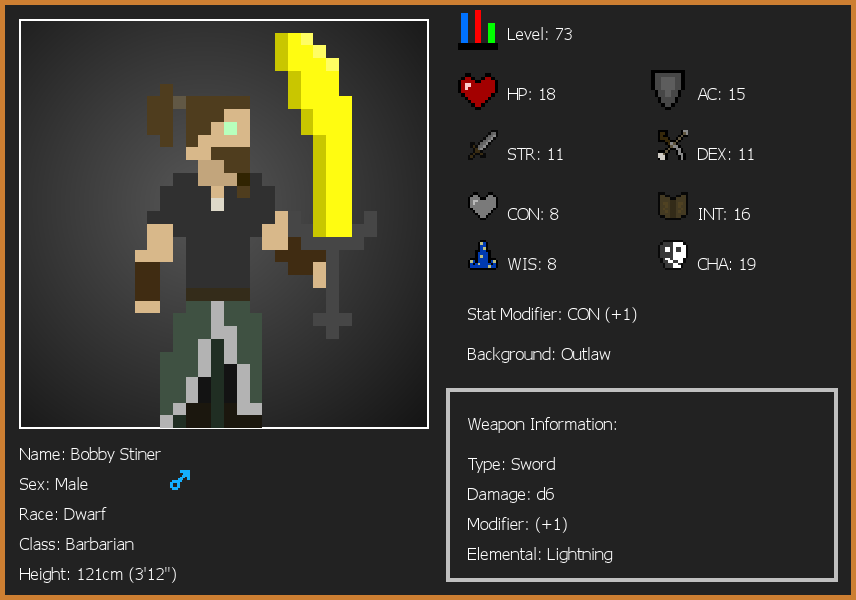 Level: 73
HP: 18
AC: 15
STR: 11
DEX: 11
CON: 8
INT: 16
WIS: 8
CHA: 19
Stat Modifier: CON (+1)
Background: Outlaw
Weapon Information:
Type: Sword
Damage: d6
Modifier: (+1)
Elemental: Lightning
Name: Bobby Stiner
Sex: Male
Race: Dwarf
Class: Barbarian
Height: 121cm (3'12")